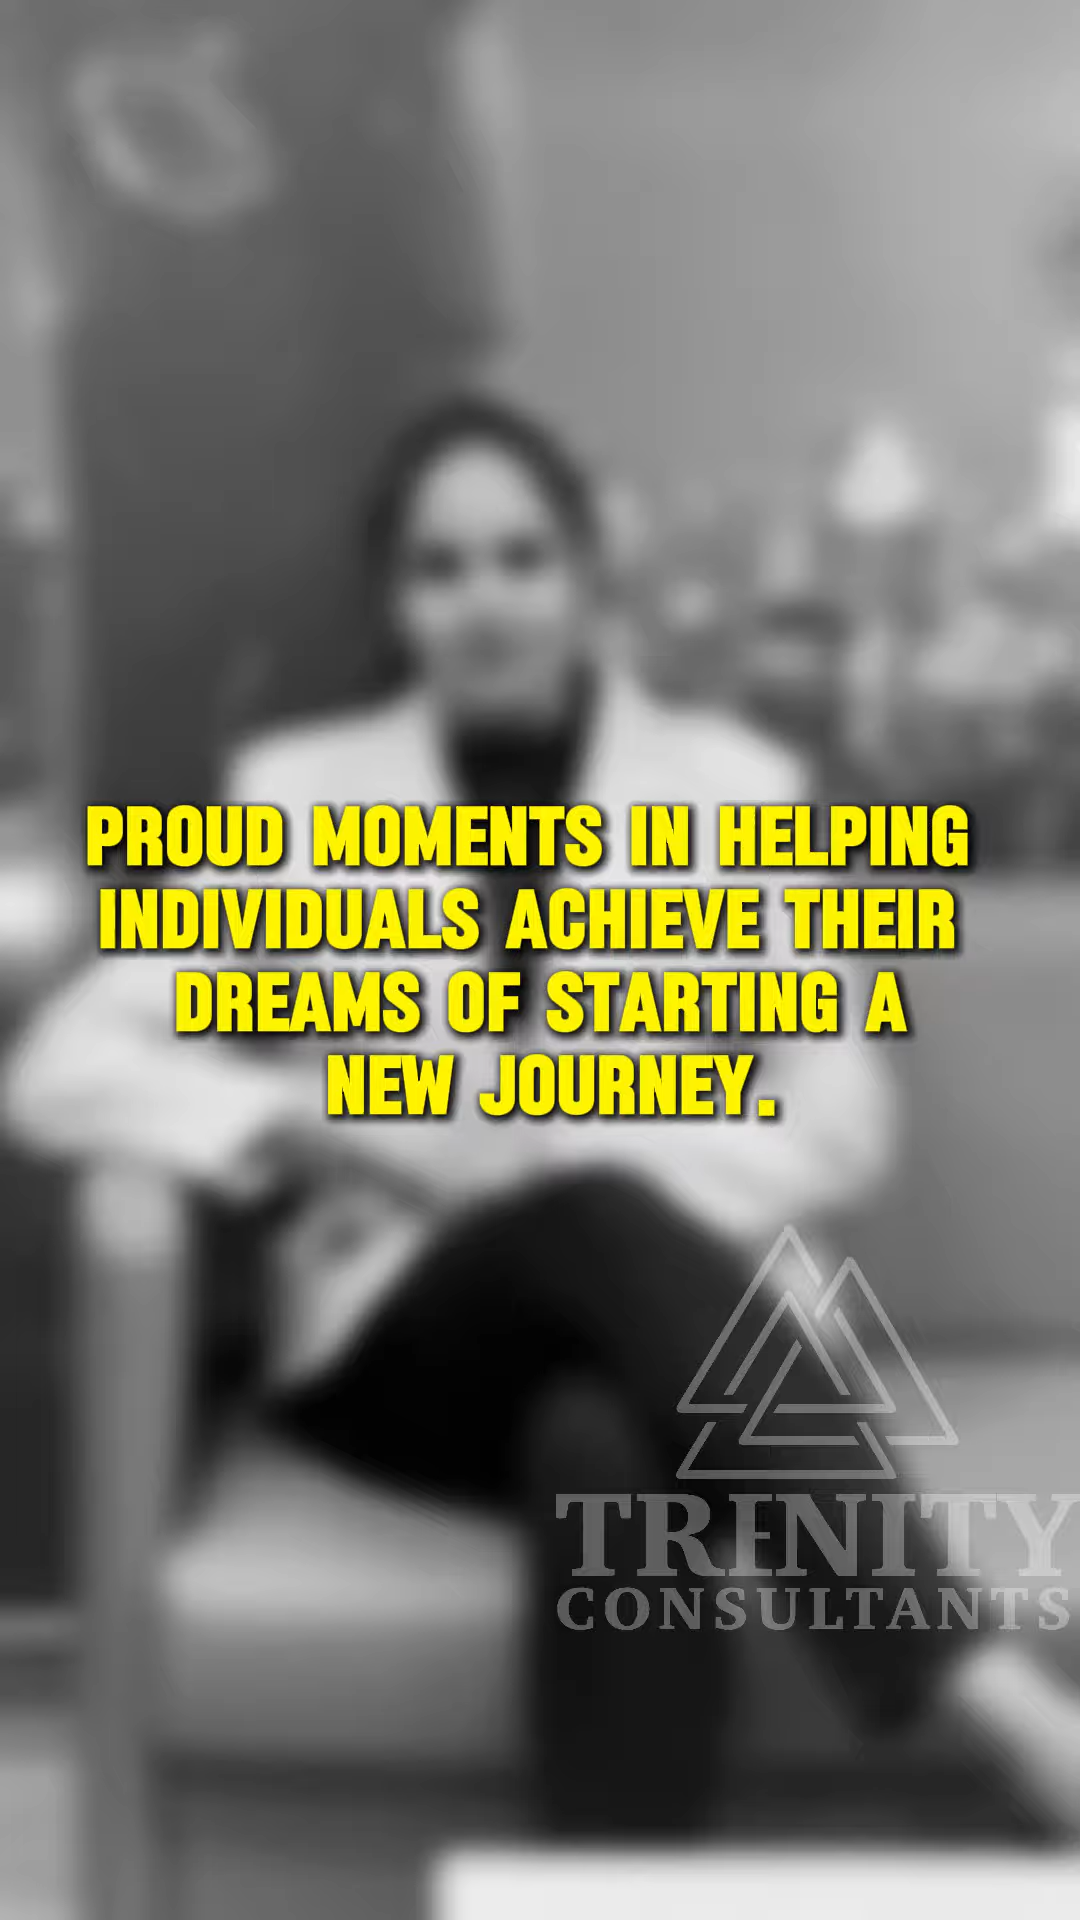 PROUD MOMENTS IN HELPING
INDIVIDUALS ACHIEVE THEIR
DREAMS OF STARTING A
NEW JOURNEY.
TRINITY
CONSULTANTS